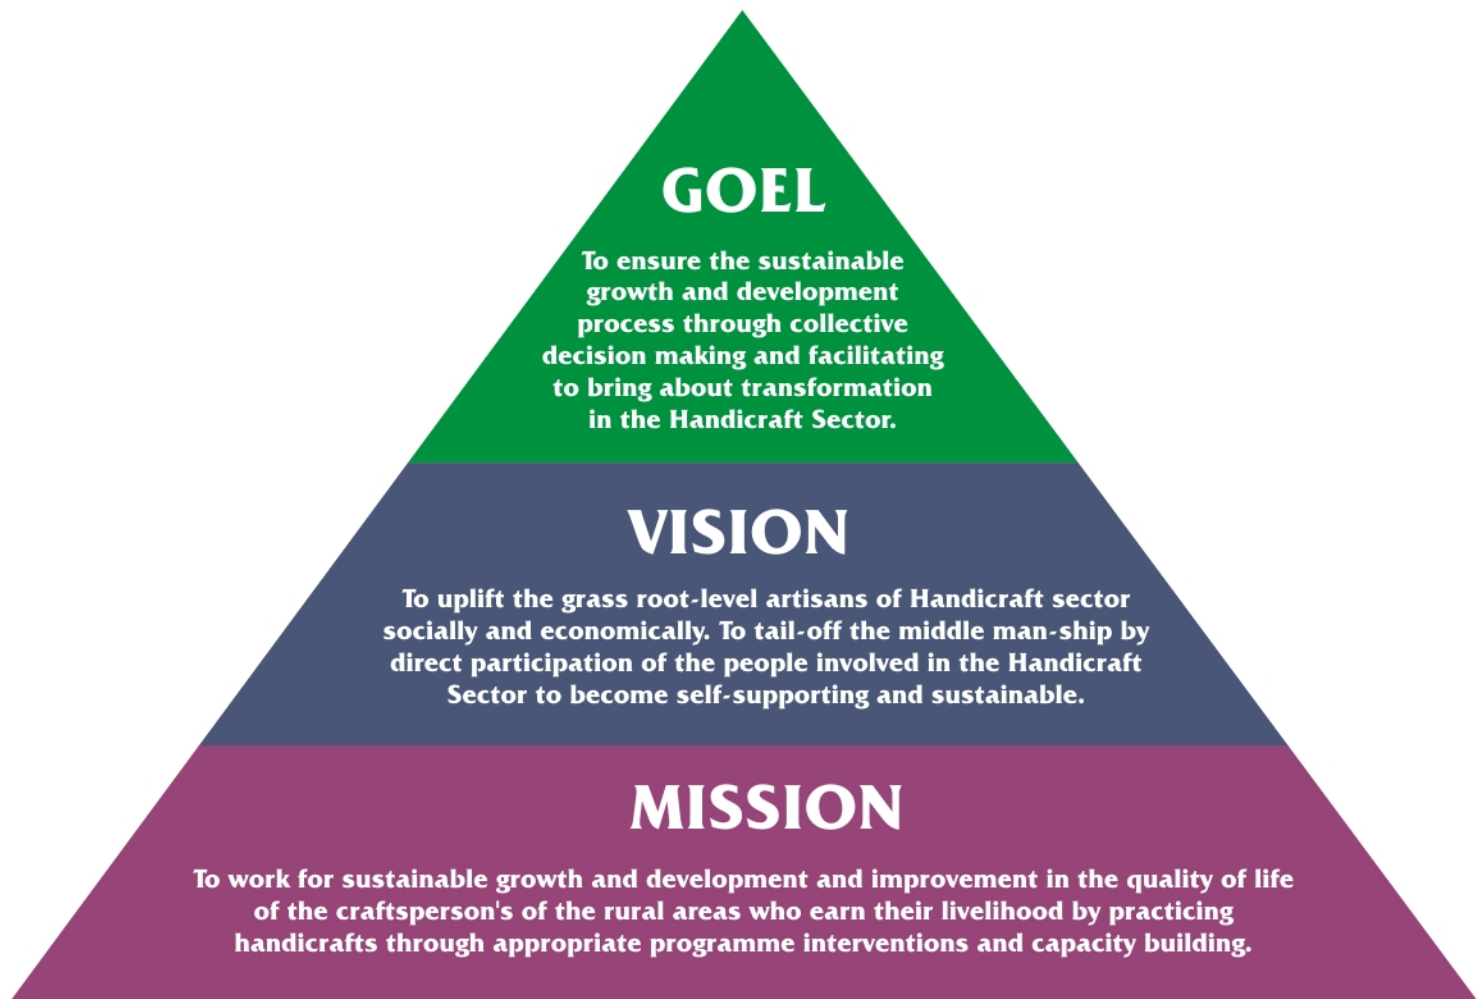 GOEL
To ensure the sustainable
growth and development
process through collective
decision making and facilitating
to bring about transformation
in the Handicraft Sector.
VISION
To uplift the grass root-level artisans of Handicraft sector
socially and economically. To tail-off the middle man-ship by
direct participation of the people involved in the Handicraft
Sector to become self-supporting and sustainable.
MISSION
To work for sustainable growth and development and improvement in the quality of life
of the craftsperson's of the rural areas who earn their livelihood by practicing
handicrafts through appropriate programme interventions and capacity building.